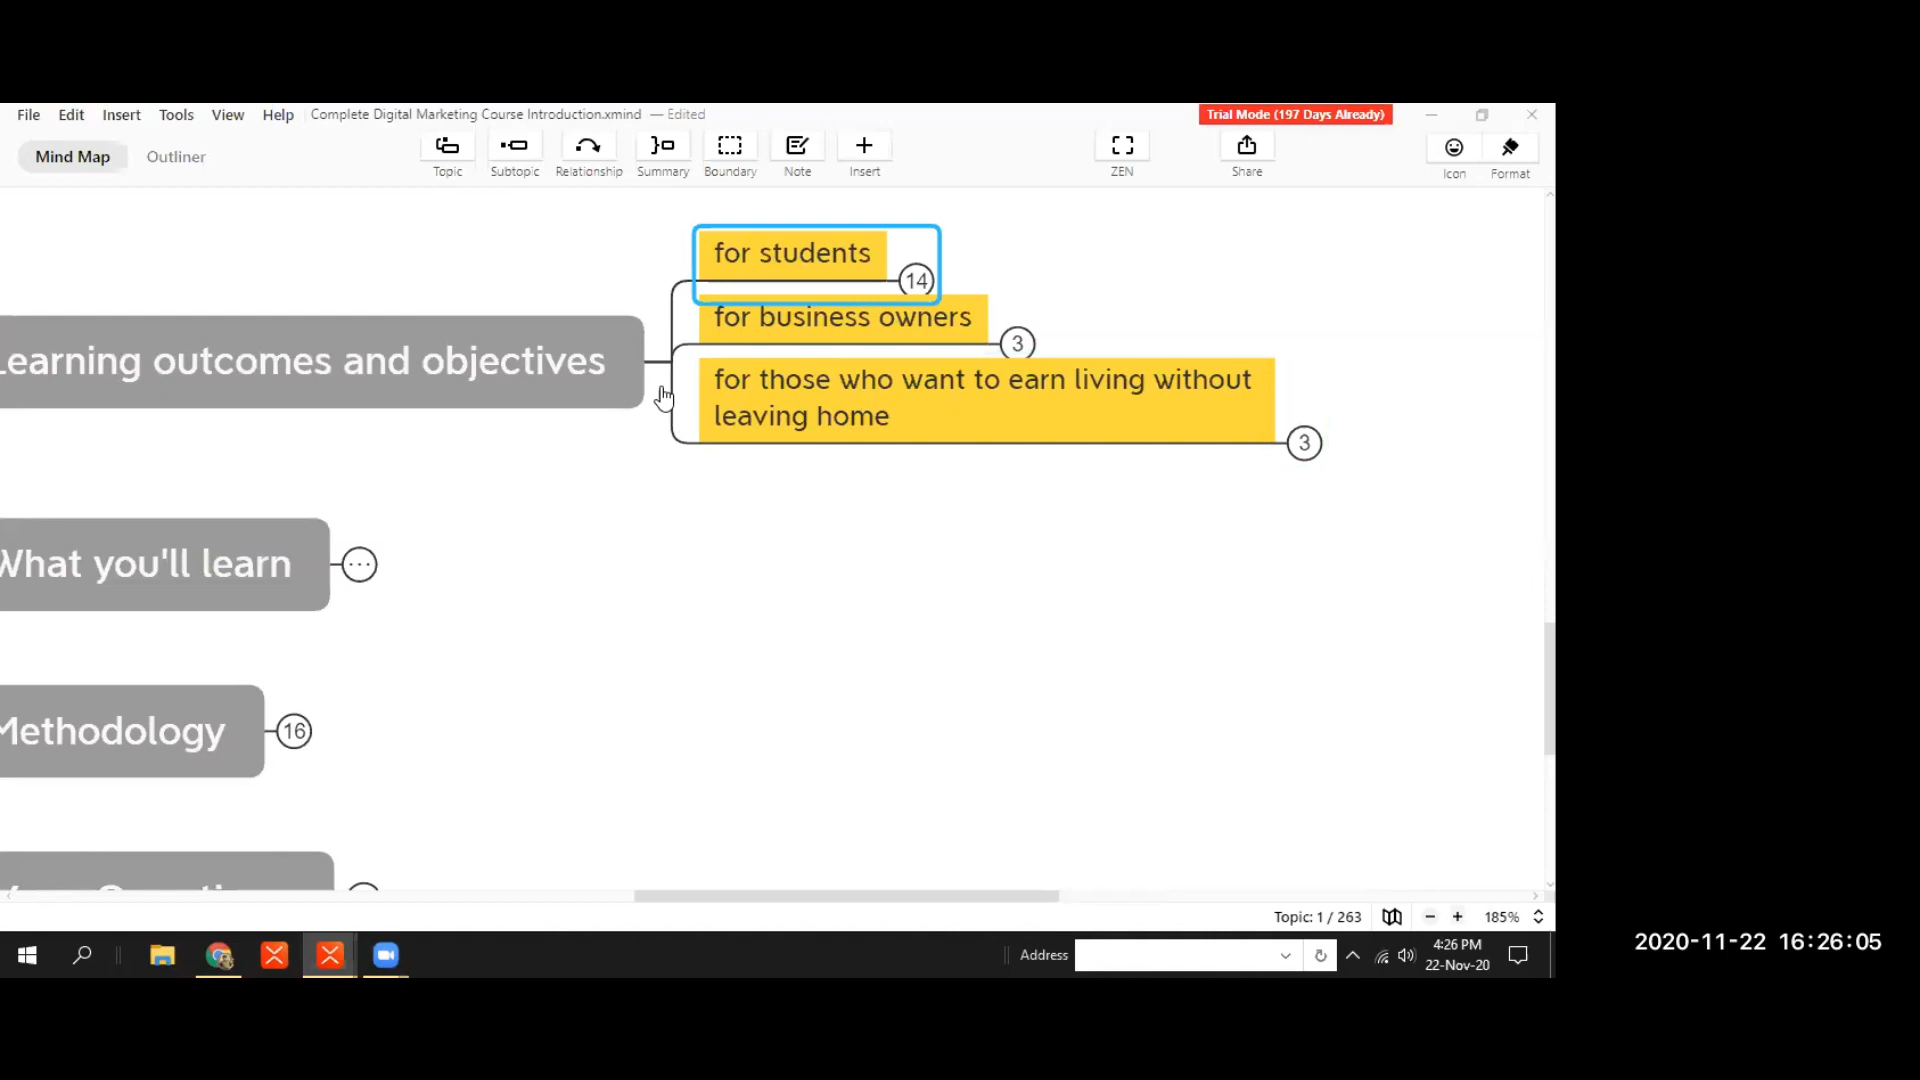 File Edit Insert Tools View Help Complete Digital Marketing Course Introduction.xmind — Edited Trial Mode (197 Days Already)
Mind Map Outliner
Topic Subtopic Relationship Summary Boundary Note Insert ZEN Share Icon Format
for students
14
for business owners
3
Learning outcomes and objectives
for those who want to earn living without
leaving home
3
What you'll learn
Methodology
16
Topic: 1 / 263 185%
Address
4:26 PM
22-Nov-20
2020-11-22 16:26:05